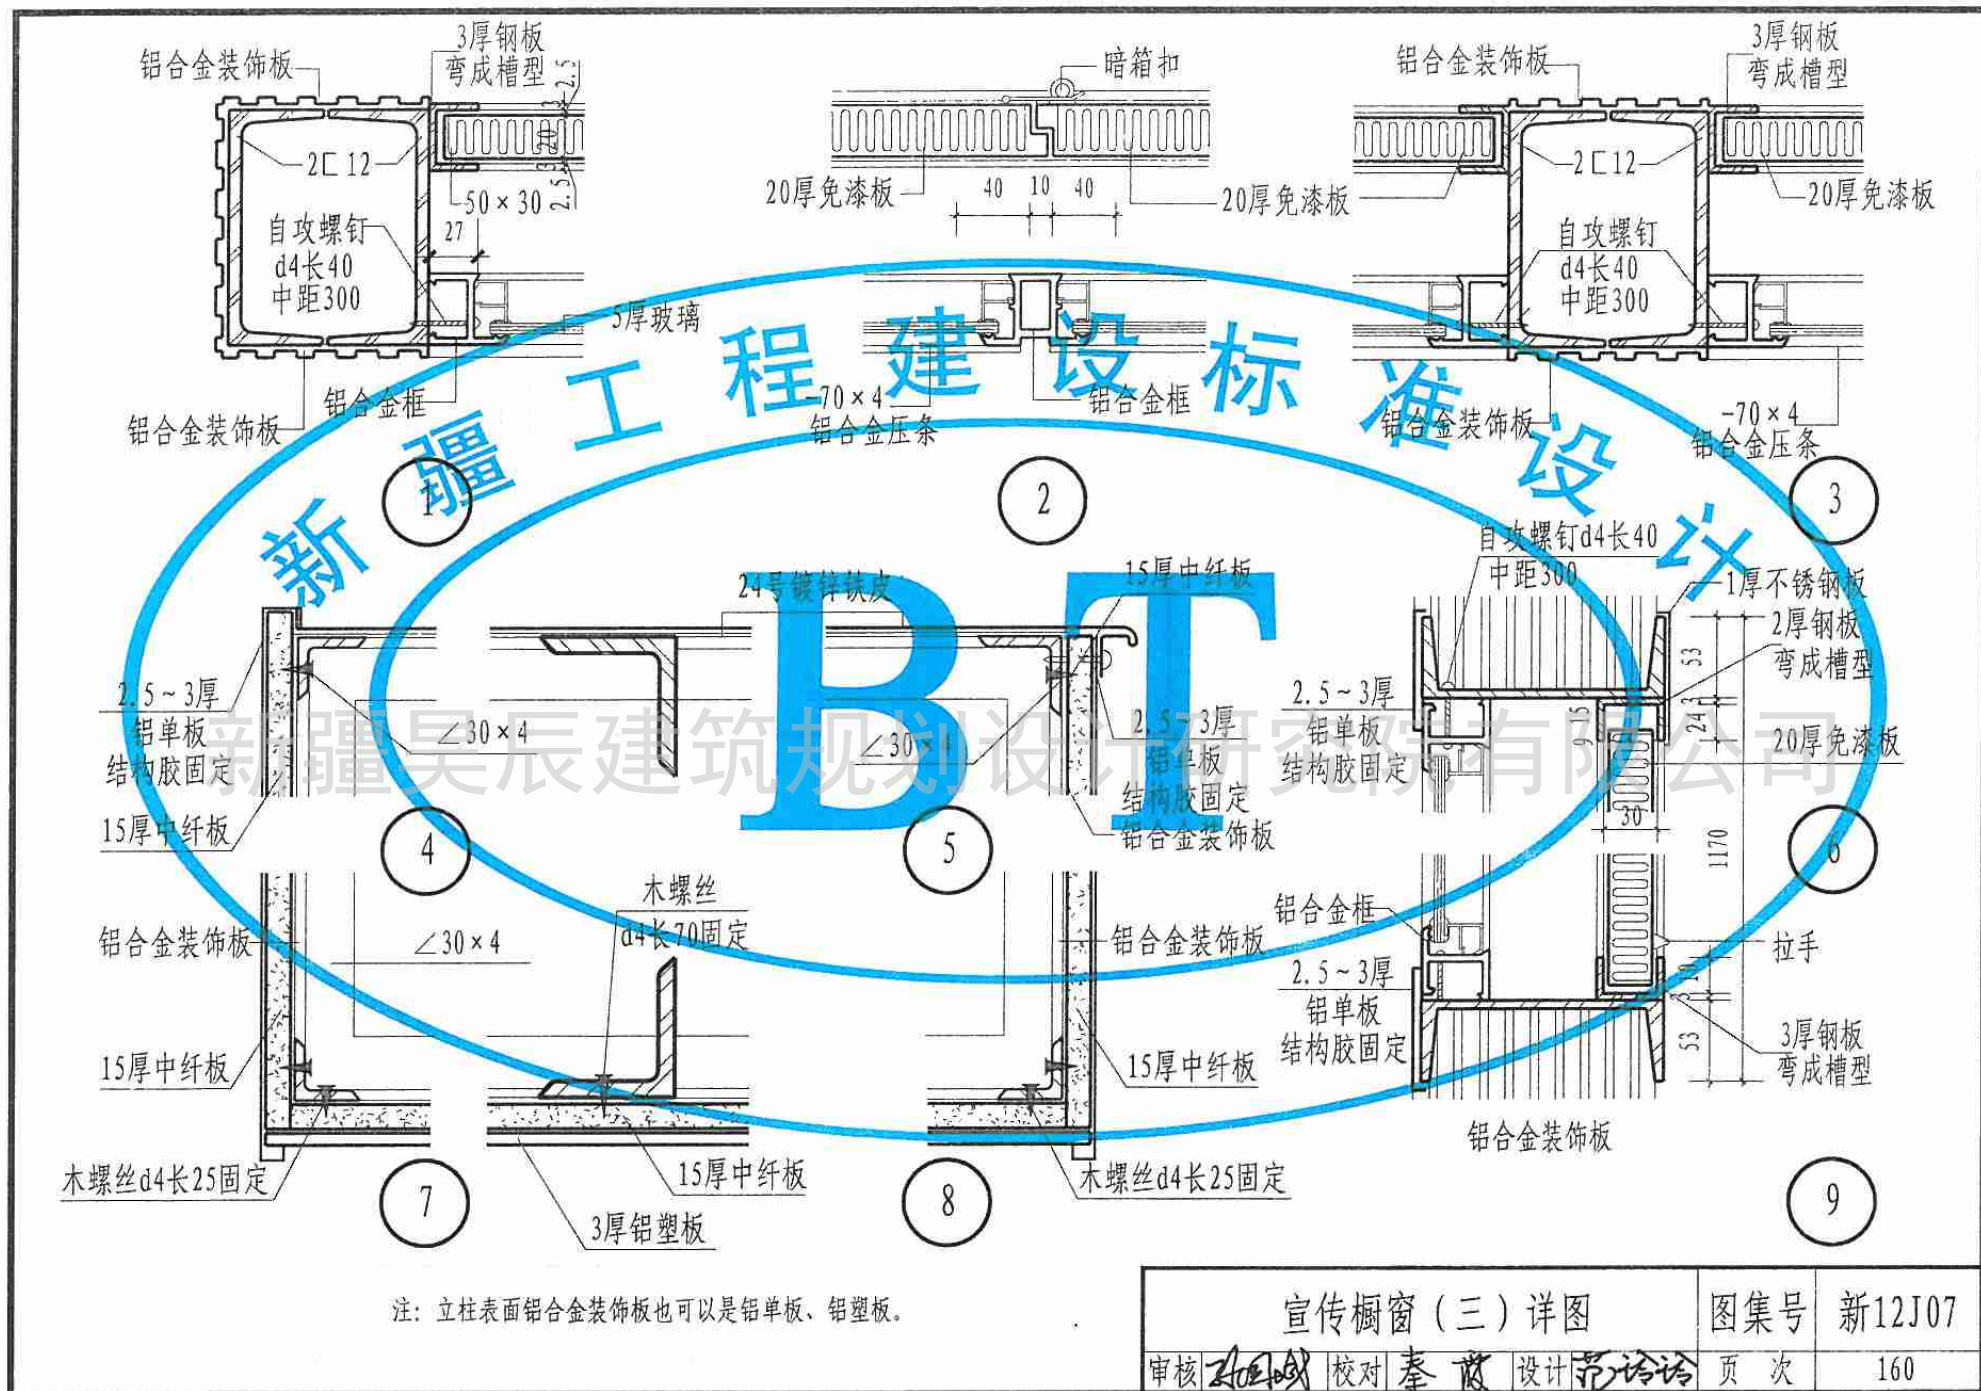 铝合金装饰板
3厚钢板
弯成槽型
2.5
3
20
3
2.5
2⊏12
50×30
自攻螺钉
d4长40
中距300
27
5厚玻璃
铝合金框
铝合金装饰板
1
暗箱扣
20厚免漆板
40 10 40
20厚免漆板
-70×4
铝合金压条
铝合金框
2
铝合金装饰板
3厚钢板
弯成槽型
2⊏12
20厚免漆板
自攻螺钉
d4长40
中距300
铝合金装饰板
-70×4
铝合金压条
3
新疆工程建设标准设计
BT
新疆昊辰建筑规划设计研究院有限公司
24号镀锌铁皮
15厚中纤板
2.5~3厚
铝单板
结构胶固定
15厚中纤板
∠30×4
4
∠30×4
2.5~3厚
铝单板
结构胶固定
铝合金装饰板
5
自攻螺钉d4长40
中距300
1厚不锈钢板
2厚钢板
弯成槽型
2.5~3厚
铝单板
结构胶固定
53
3
24
15
9
20厚免漆板
30
1170
6
铝合金装饰板
∠30×4
木螺丝
d4长70固定
铝合金装饰板
15厚中纤板
15厚中纤板
木螺丝d4长25固定
7
15厚中纤板
3厚铝塑板
8
木螺丝d4长25固定
铝合金框
2.5~3厚
铝单板
结构胶固定
拉手
3
53
3厚钢板
弯成槽型
铝合金装饰板
9
注: 立柱表面铝合金装饰板也可以是铝单板、铝塑板。
宣传橱窗(三)详图 图集号 新12J07
审核 校对 秦 设计 页次 160